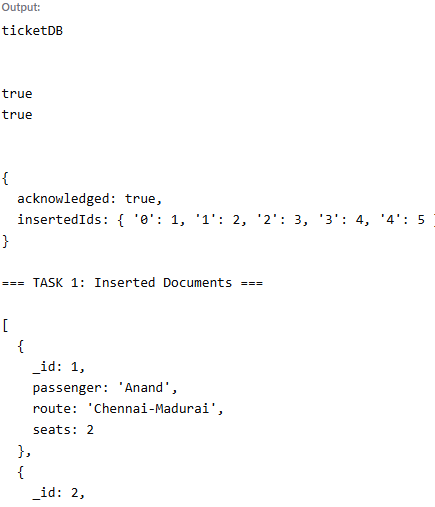 Output:
ticketDB
true
true
{
  acknowledged: true,
  insertedIds: { '0': 1, '1': 2, '2': 3, '3': 4, '4': 5 }
}
=== TASK 1: Inserted Documents ===
[
  {
    _id: 1,
    passenger: 'Anand',
    route: 'Chennai-Madurai',
    seats: 2
  },
  {
    _id: 2,